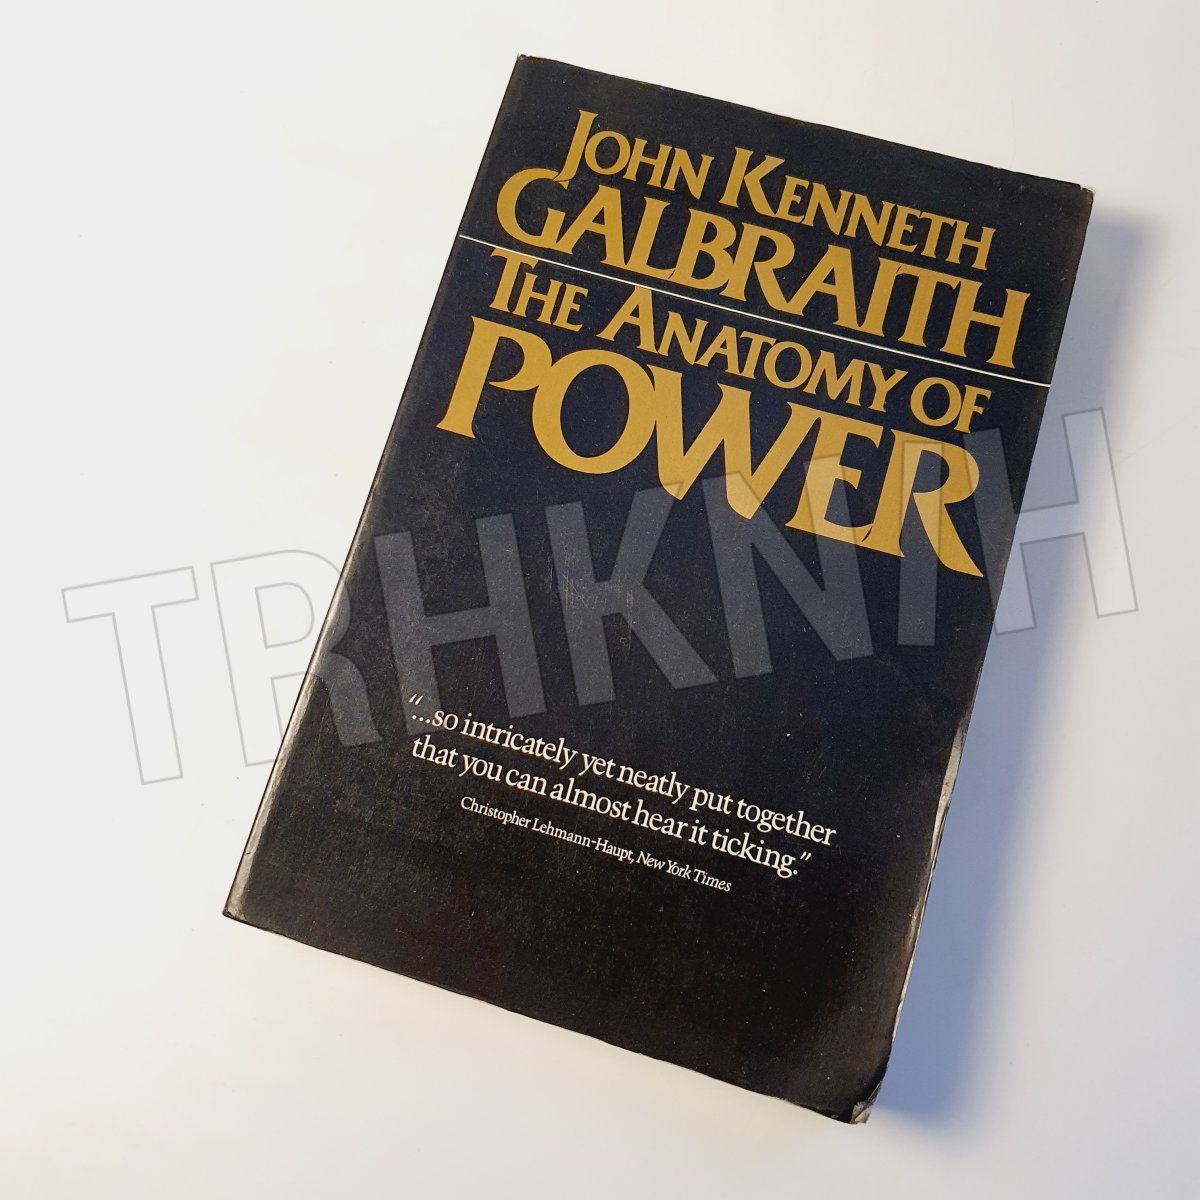 JOHN KENNETH
GALBRAITH
THE ANATOMY OF
POWER
“...so intricately yet neatly put together
that you can almost hear it ticking.”
Christopher Lehmann-Haupt, New York Times
TRHKNIH